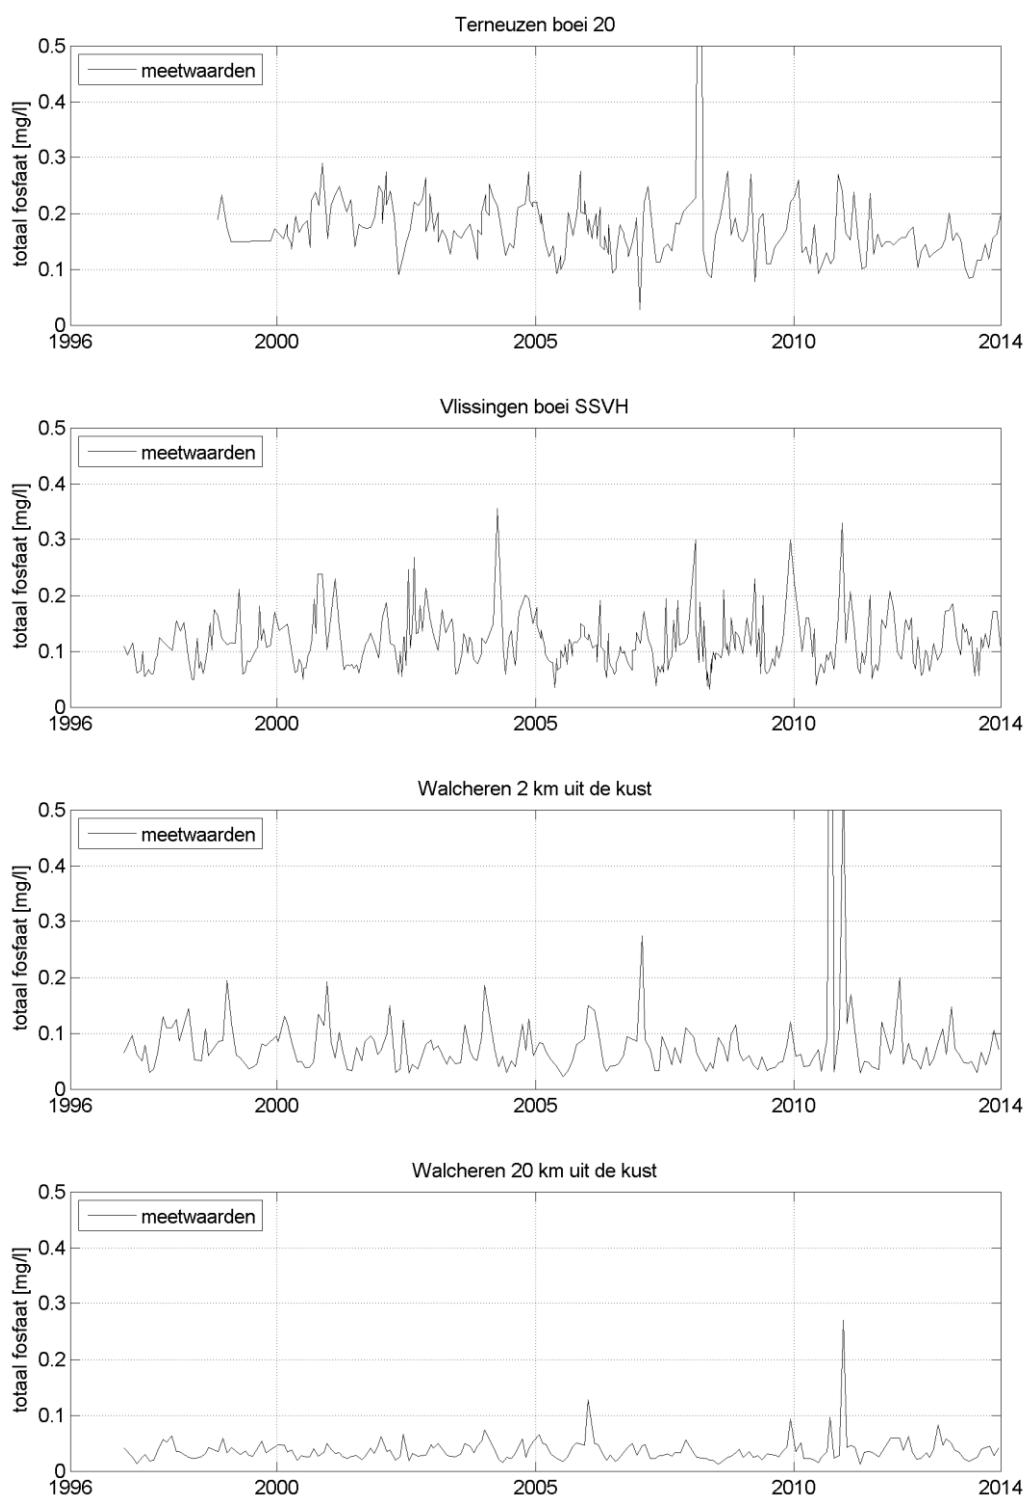 Terneuzen boei 20
0.5
meetwaarden
0.4
0.3
0.2
0.1
0
totaal fosfaat [mg/l]
1996 2000 2005 2010 2014
Vlissingen boei SSVH
0.5
meetwaarden
0.4
0.3
0.2
0.1
0
totaal fosfaat [mg/l]
1996 2000 2005 2010 2014
Walcheren 2 km uit de kust
0.5
meetwaarden
0.4
0.3
0.2
0.1
0
totaal fosfaat [mg/l]
1996 2000 2005 2010 2014
Walcheren 20 km uit de kust
0.5
meetwaarden
0.4
0.3
0.2
0.1
0
totaal fosfaat [mg/l]
1996 2000 2005 2010 2014